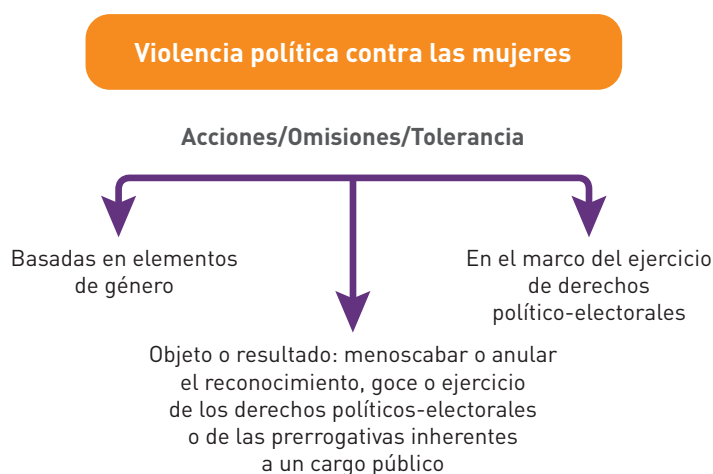 Violencia política contra las mujeres
Acciones/Omisiones/Tolerancia
Basadas en elementos
de género
En el marco del ejercicio
de derechos
político-electorales
Objeto o resultado: menoscabar o anular
el reconocimiento, goce o ejercicio
de los derechos políticos-electorales
o de las prerrogativas inherentes
a un cargo público